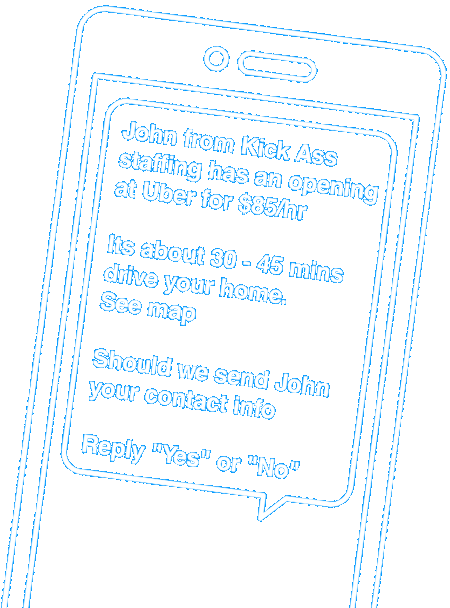 John from Kick Ass
staffing has an opening
at Uber for $85/hr
Its about 30 - 45 mins
drive your home.
See map
Should we send John
your contact info
Reply "Yes" or "No"